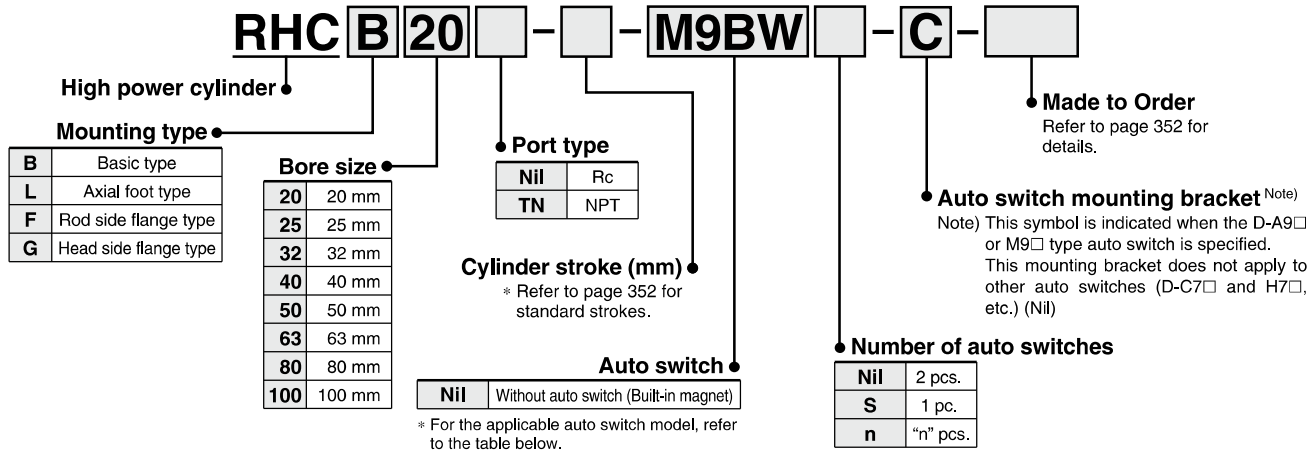 RHC B 20 □ - □ - M9BW □ - C - □
High power cylinder
Mounting type
B Basic type
L Axial foot type
F Rod side flange type
G Head side flange type
Bore size
20 20 mm
25 25 mm
32 32 mm
40 40 mm
50 50 mm
63 63 mm
80 80 mm
100 100 mm
Port type
Nil Rc
TN NPT
Cylinder stroke (mm)
* Refer to page 352 for
standard strokes.
Auto switch
Nil Without auto switch (Built-in magnet)
* For the applicable auto switch model, refer
to the table below.
Made to Order
Refer to page 352 for
details.
Auto switch mounting bracket Note)
Note) This symbol is indicated when the D-A9□
or M9□ type auto switch is specified.
This mounting bracket does not apply to
other auto switches (D-C7□ and H7□,
etc.) (Nil)
Number of auto switches
Nil 2 pcs.
S 1 pc.
n “n” pcs.